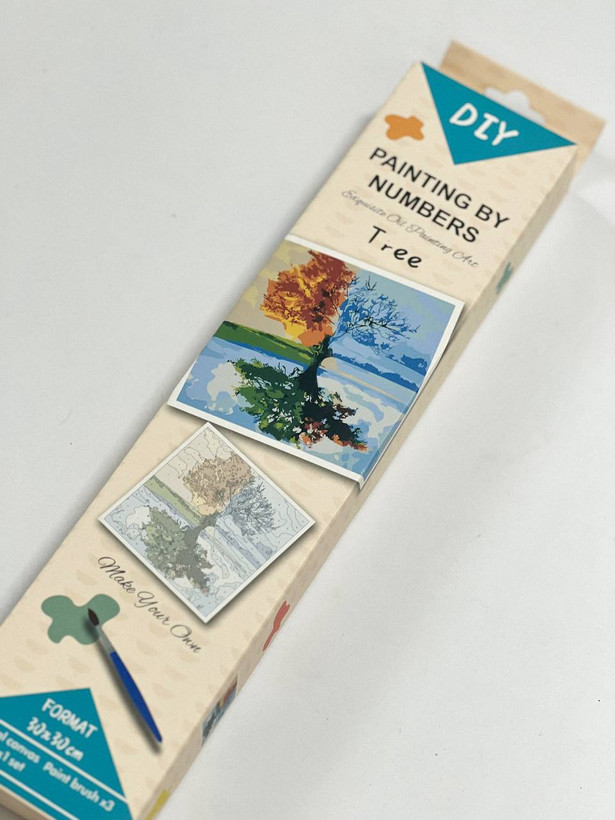 DIY
PAINTING BY
NUMBERS
Exquisite Oil Painting Art
Tree
Make Your Own
FORMAT
30x30cm
canvas Paint brush x3
1 set